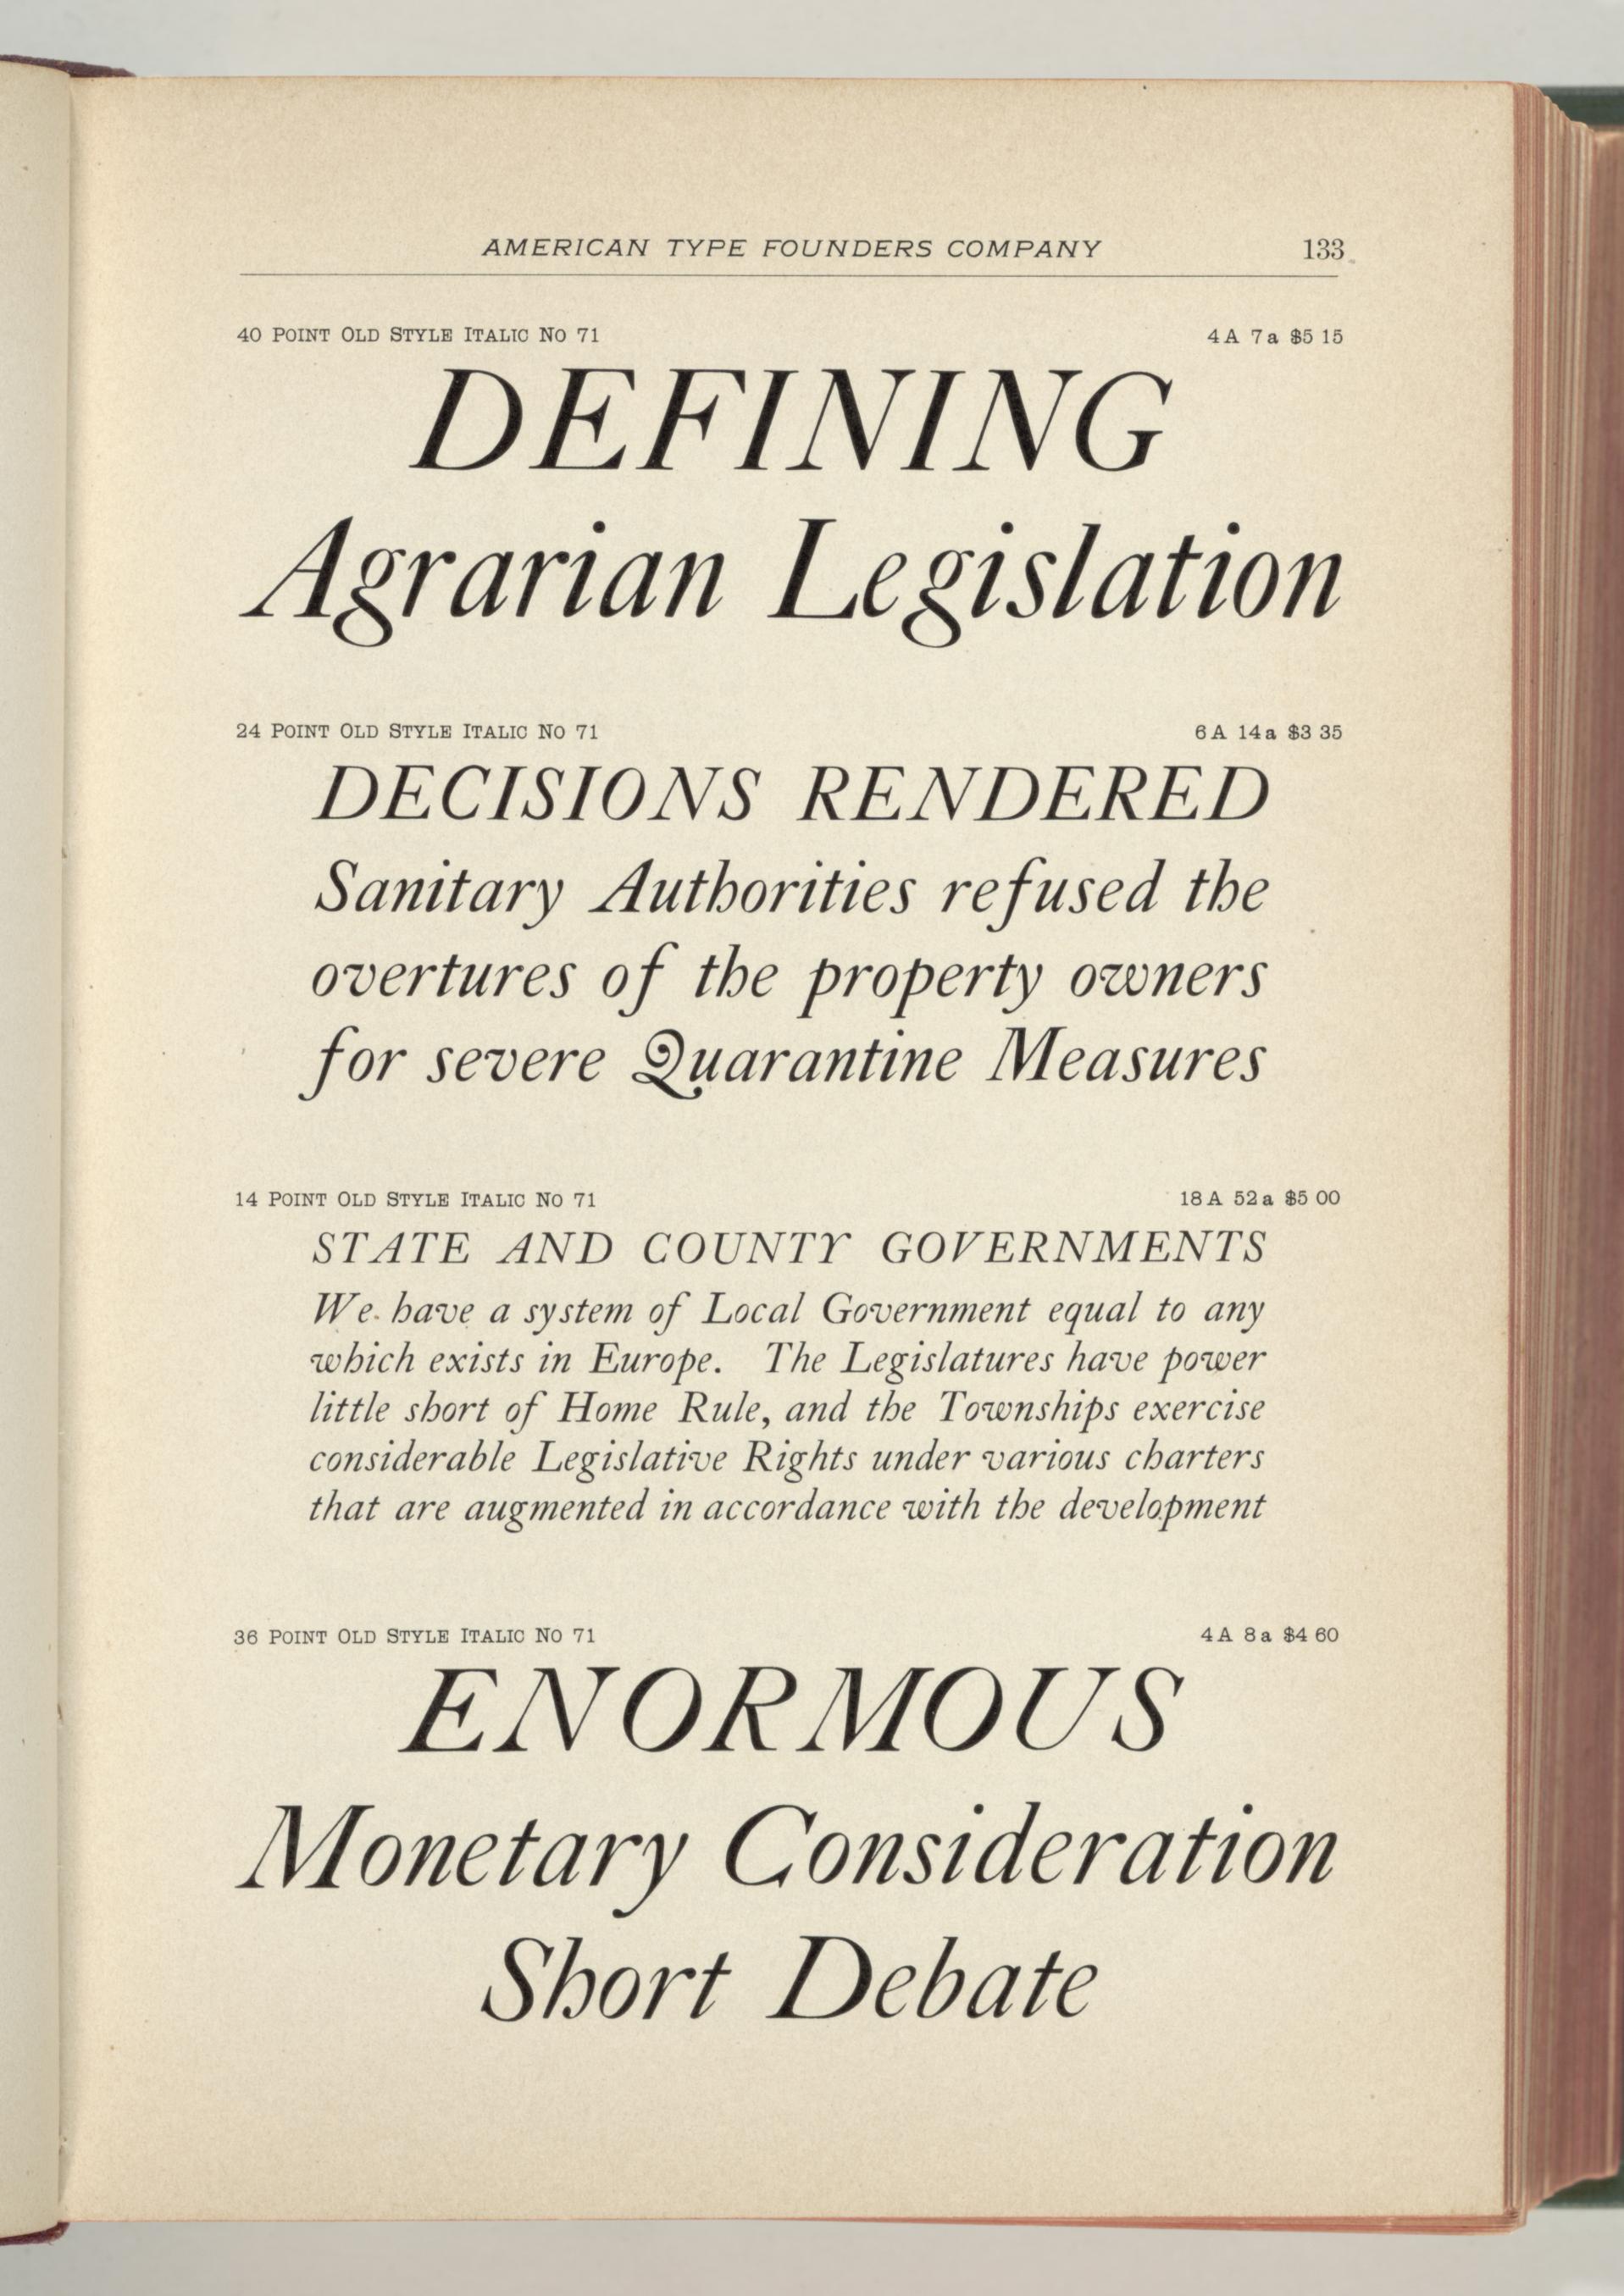 AMERICAN TYPE FOUNDERS COMPANY 133
40 POINT OLD STYLE ITALIC NO 71 4 A 7 a $5 15
DEFINING
Agrarian Legislation
24 POINT OLD STYLE ITALIC NO 71 6 A 14 a $3 35
DECISIONS RENDERED
Sanitary Authorities refused the
overtures of the property owners
for severe Quarantine Measures
14 POINT OLD STYLE ITALIC NO 71 18 A 52 a $5 00
STATE AND COUNTY GOVERNMENTS
We have a system of Local Government equal to any
which exists in Europe. The Legislatures have power
little short of Home Rule, and the Townships exercise
considerable Legislative Rights under various charters
that are augmented in accordance with the development
36 POINT OLD STYLE ITALIC NO 71 4 A 8 a $4 60
ENORMOUS
Monetary Consideration
Short Debate